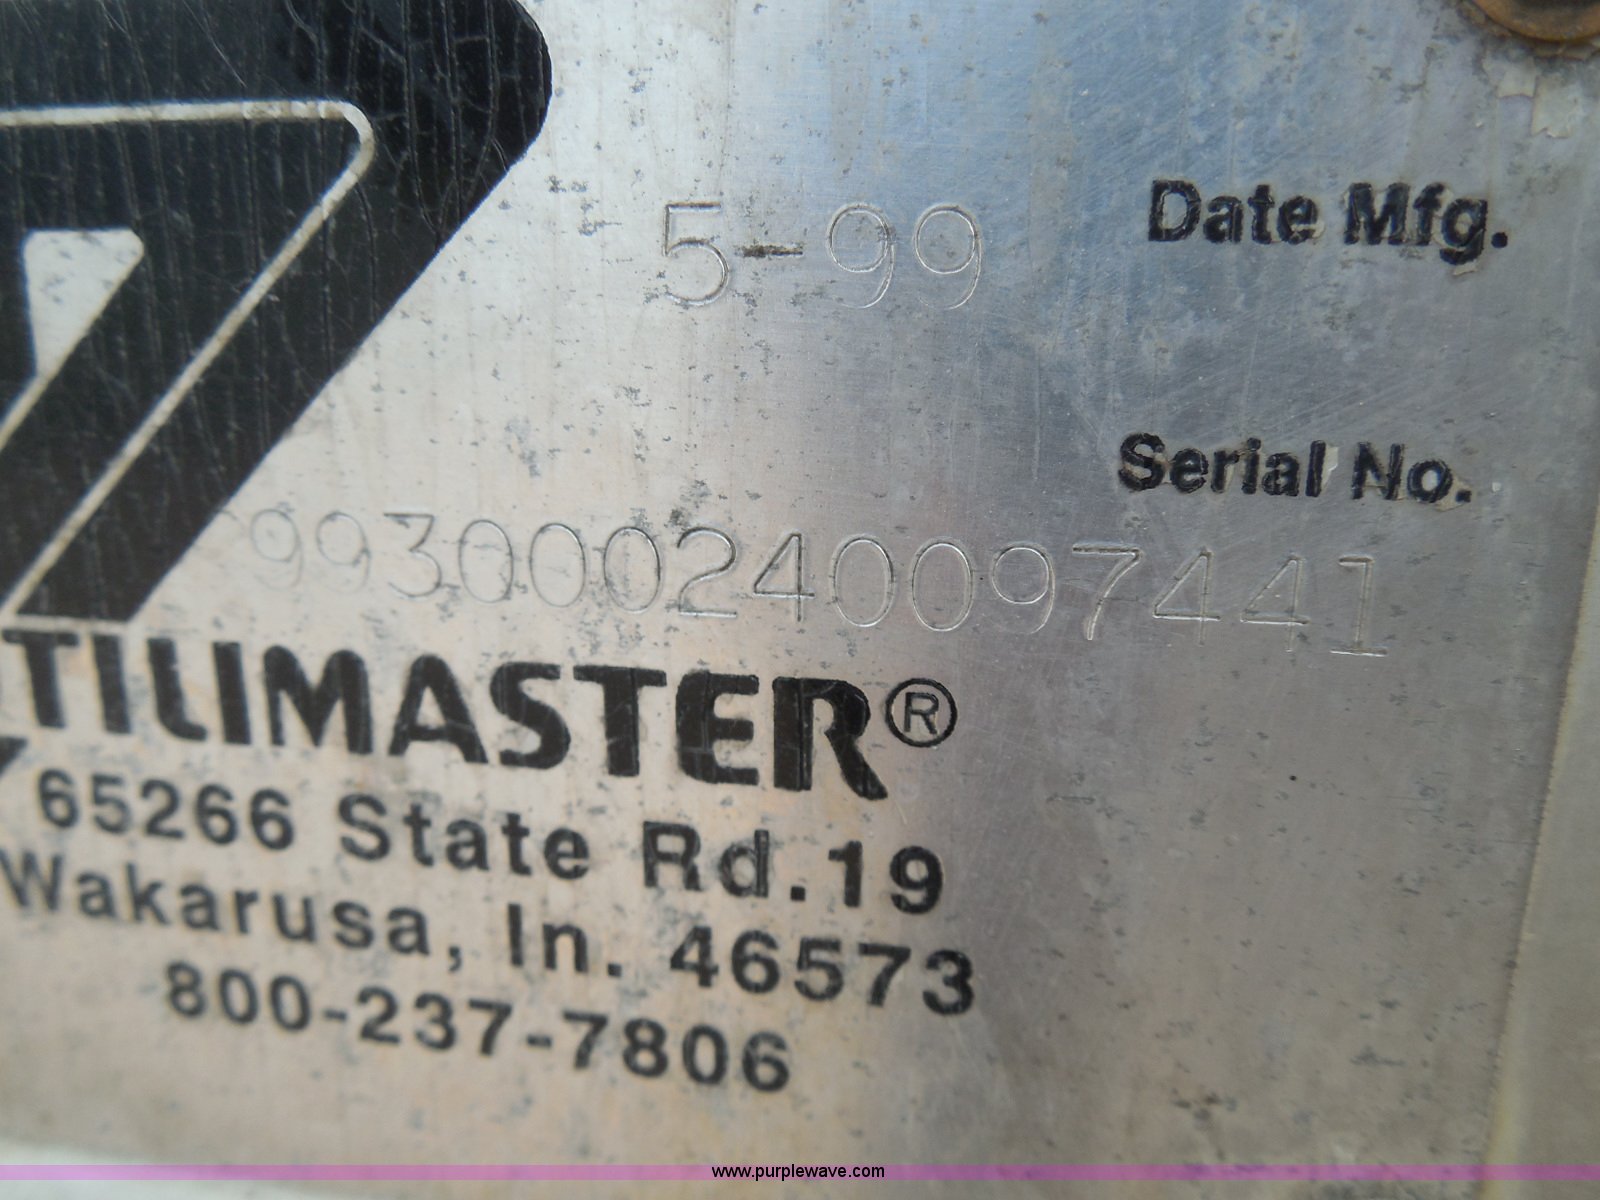 5-99 Date Mfg.
Serial No.
993000240097441
TILIMASTER®
65266 State Rd.19
Wakarusa, In. 46573
800-237-7806
www.purplewave.com